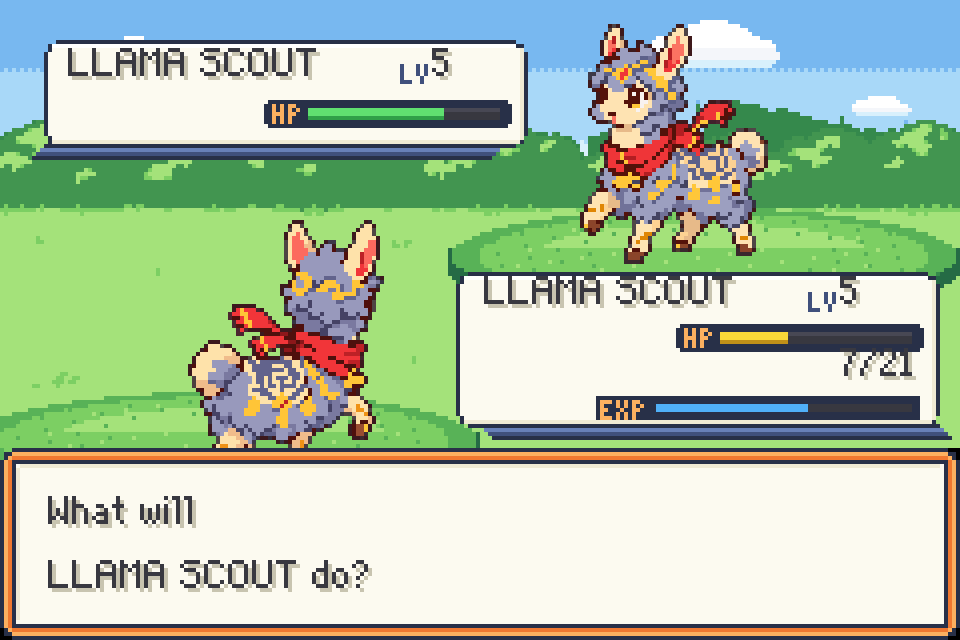 LLAMA SCOUT Lv5
HP
LLAMA SCOUT Lv5
HP
7/21
EXP
What will
LLAMA SCOUT do?